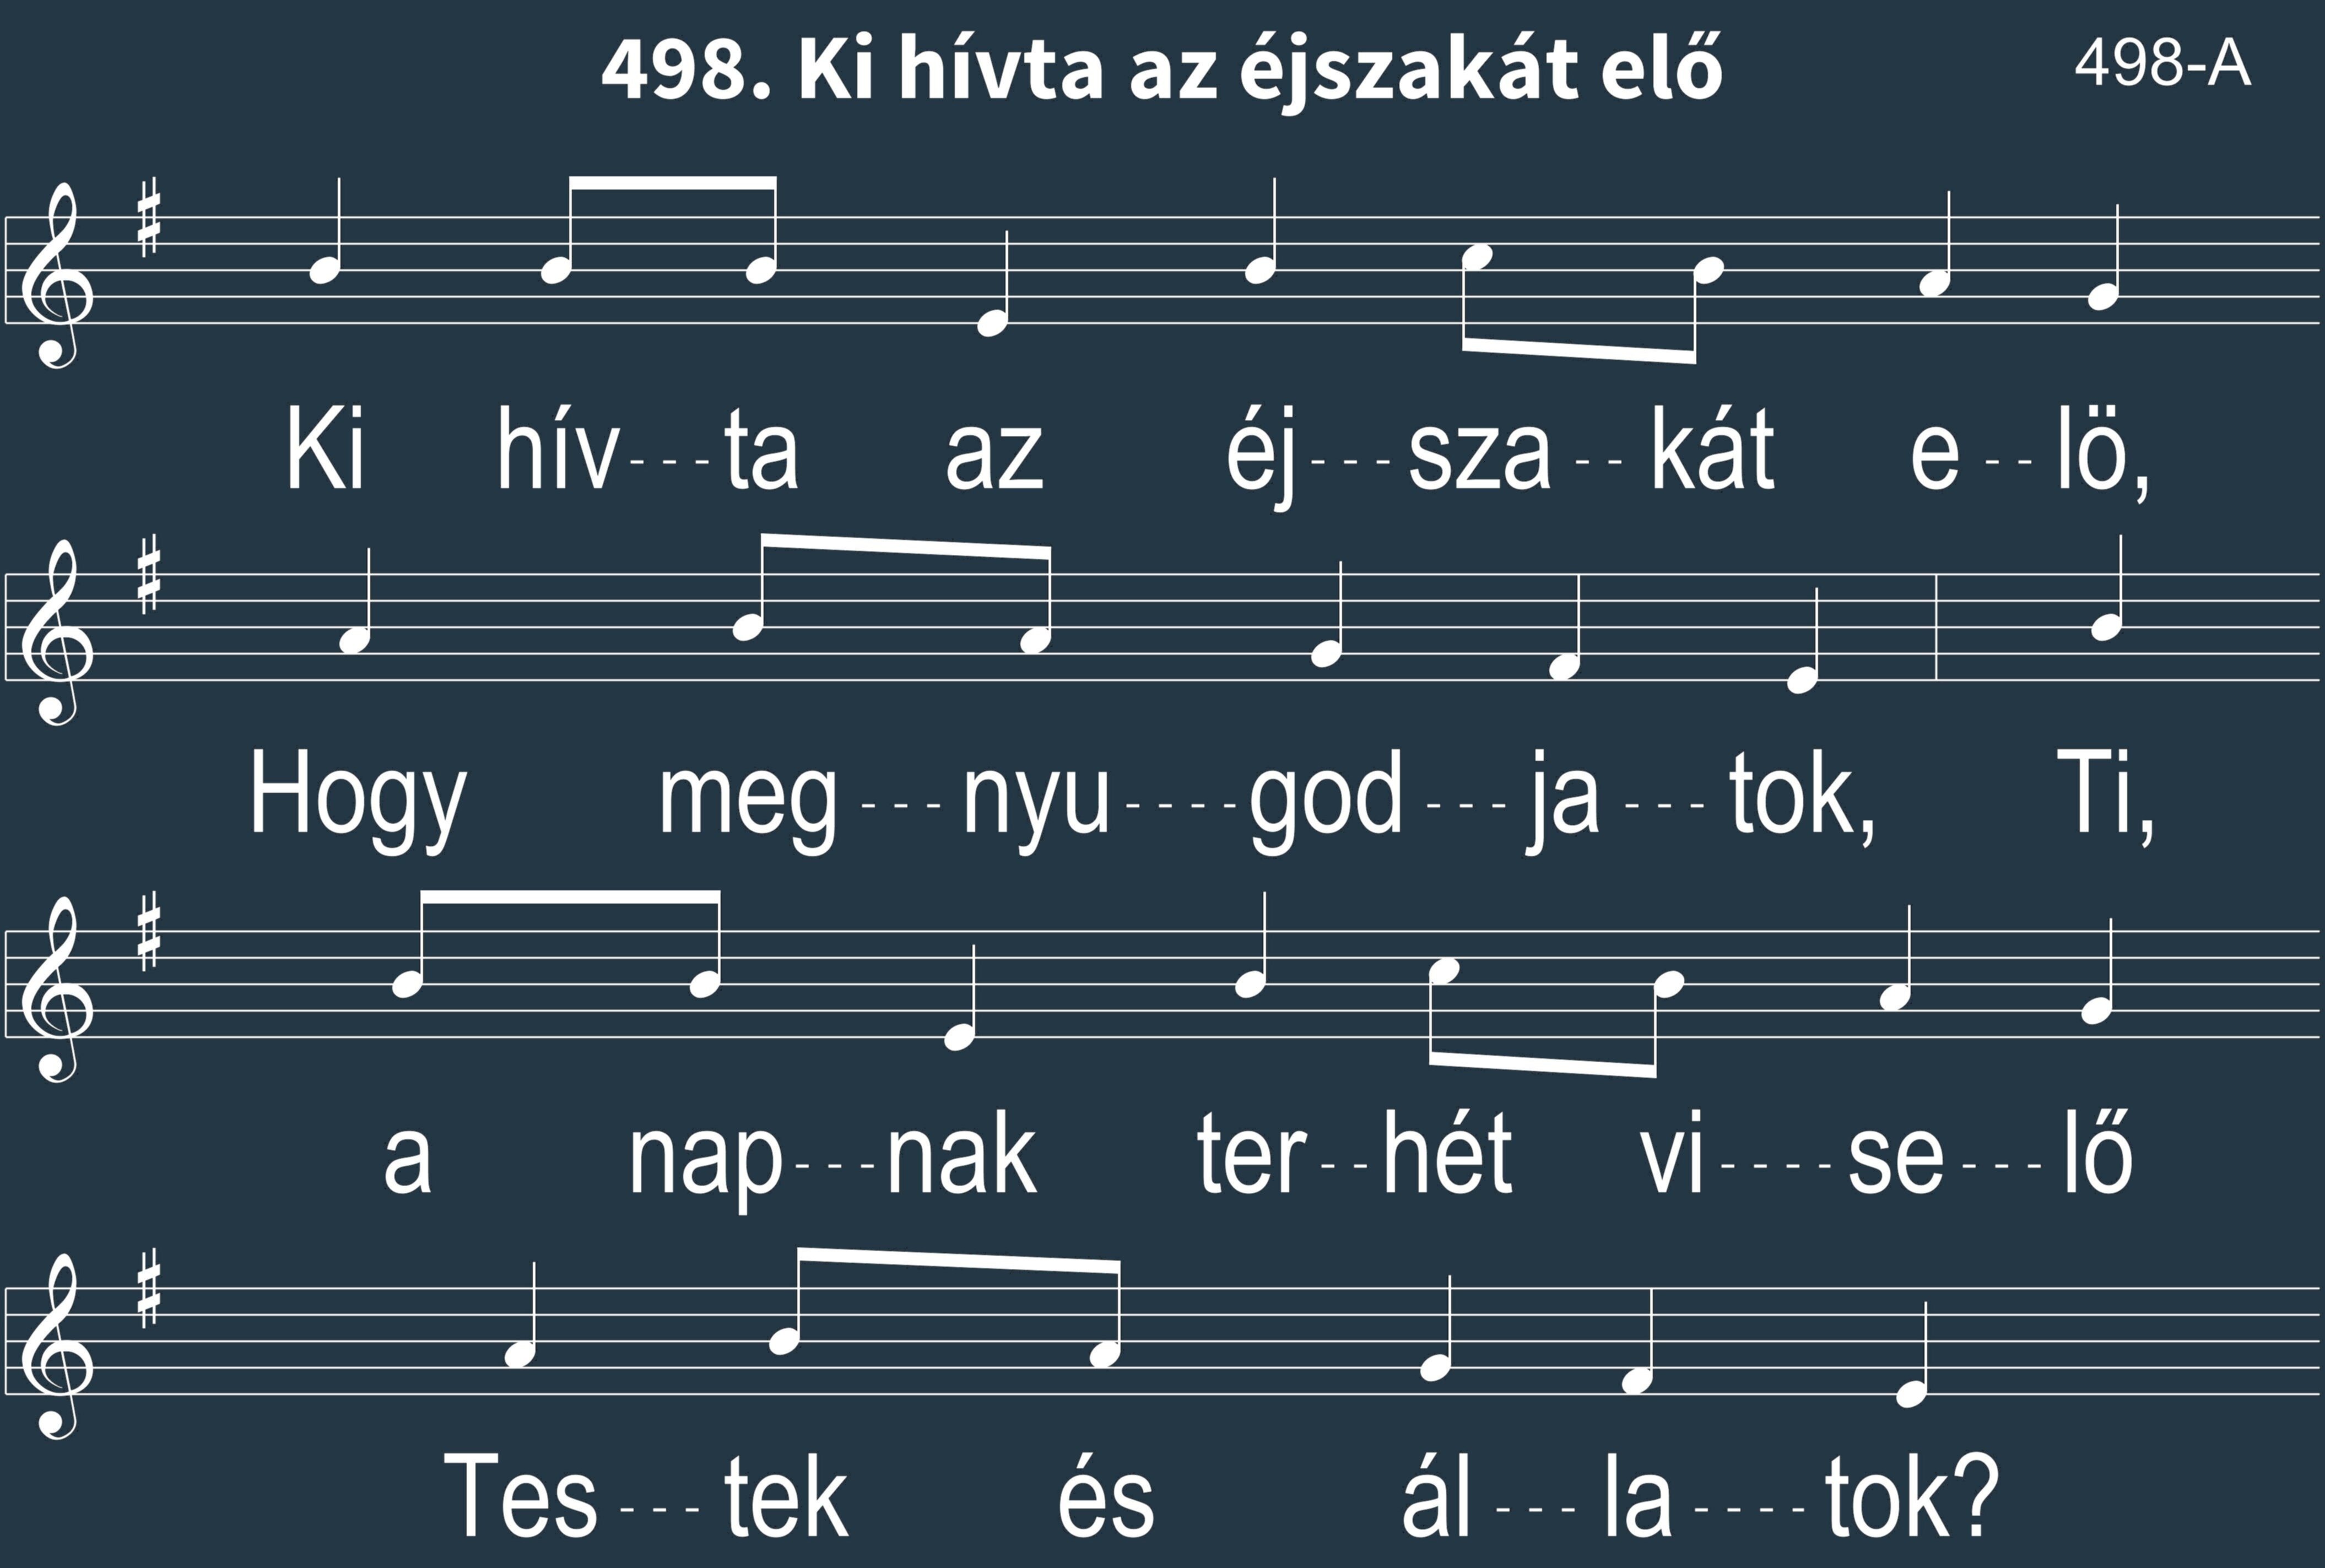 498. Ki hívta az éjszakát elő 498-A
Ki hív---ta az éj---sza--kát e--lö,
Hogy meg---nyu----god---ja---tok, Ti,
a nap---nak ter--hét vi----se---lő
Tes---tek és ál---la----tok?